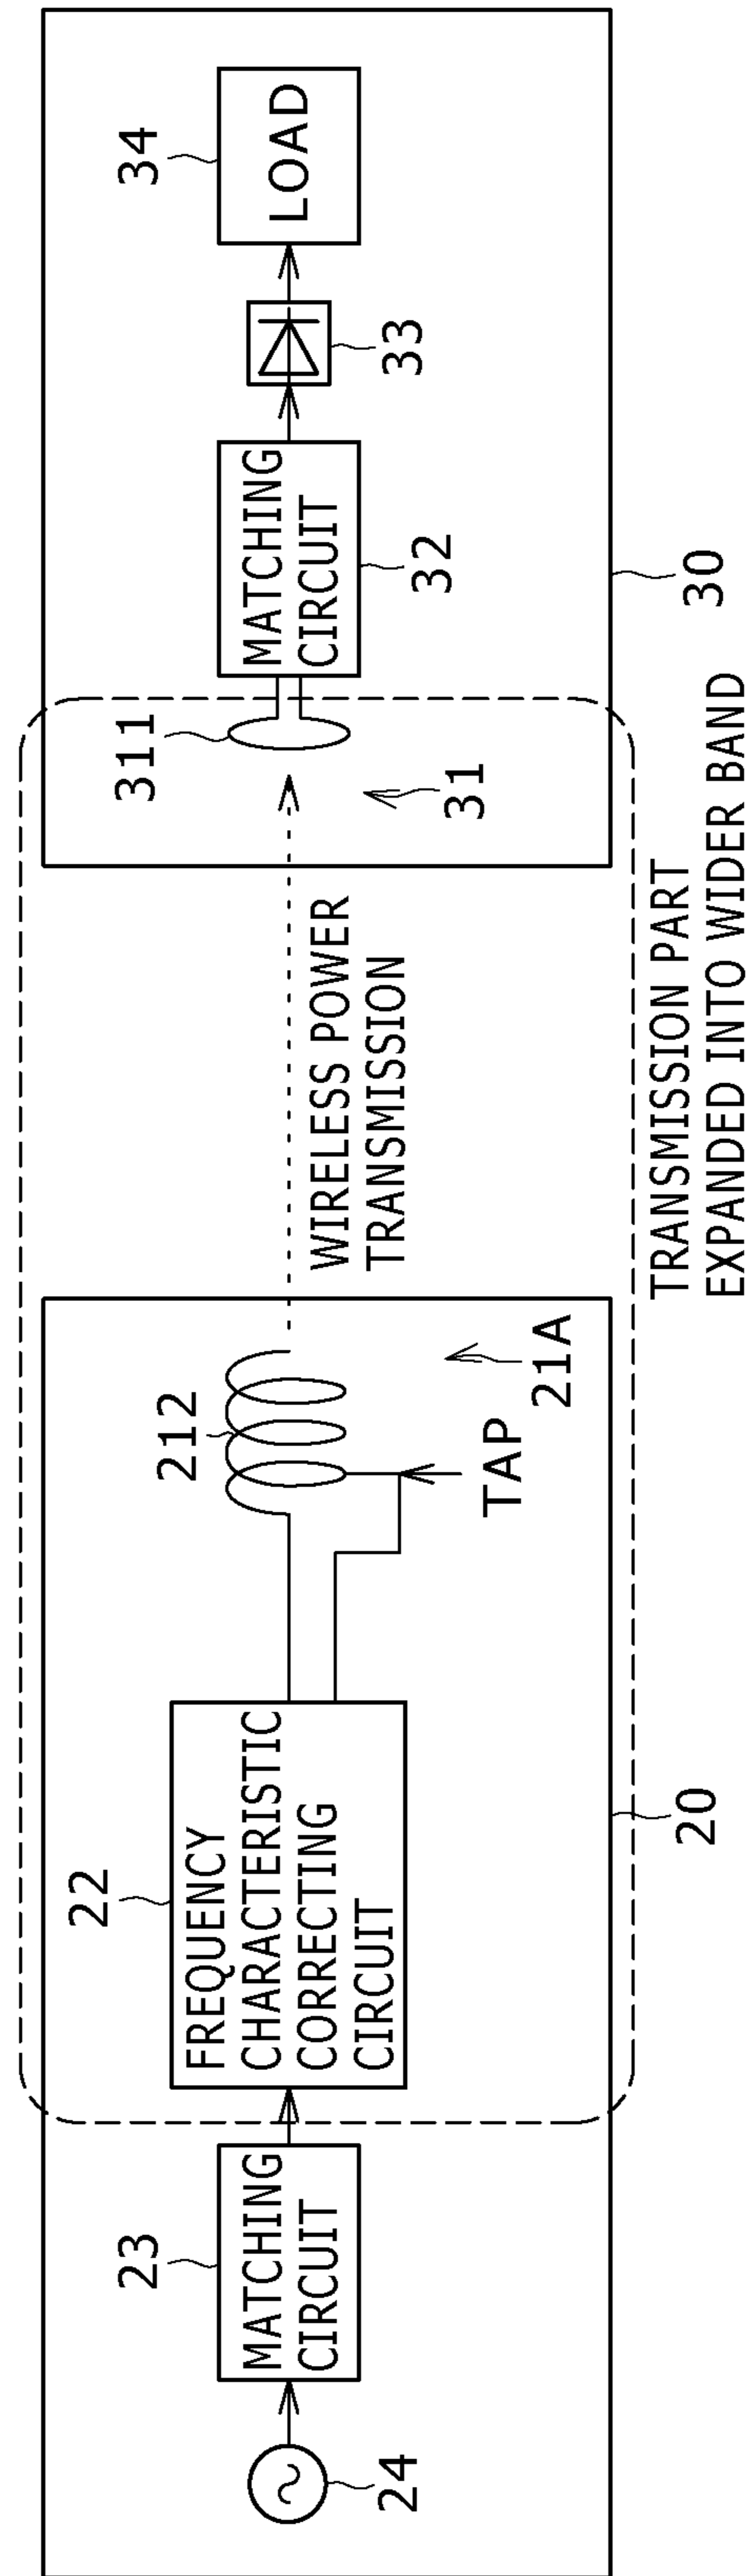 24
23
MATCHING
CIRCUIT
22
FREQUENCY
CHARACTERISTIC
CORRECTING
CIRCUIT
20
212
TAP
21A
WIRELESS POWER
TRANSMISSION
TRANSMISSION PART
EXPANDED INTO WIDER BAND
311
31
MATCHING
CIRCUIT
32
30
33
34
LOAD